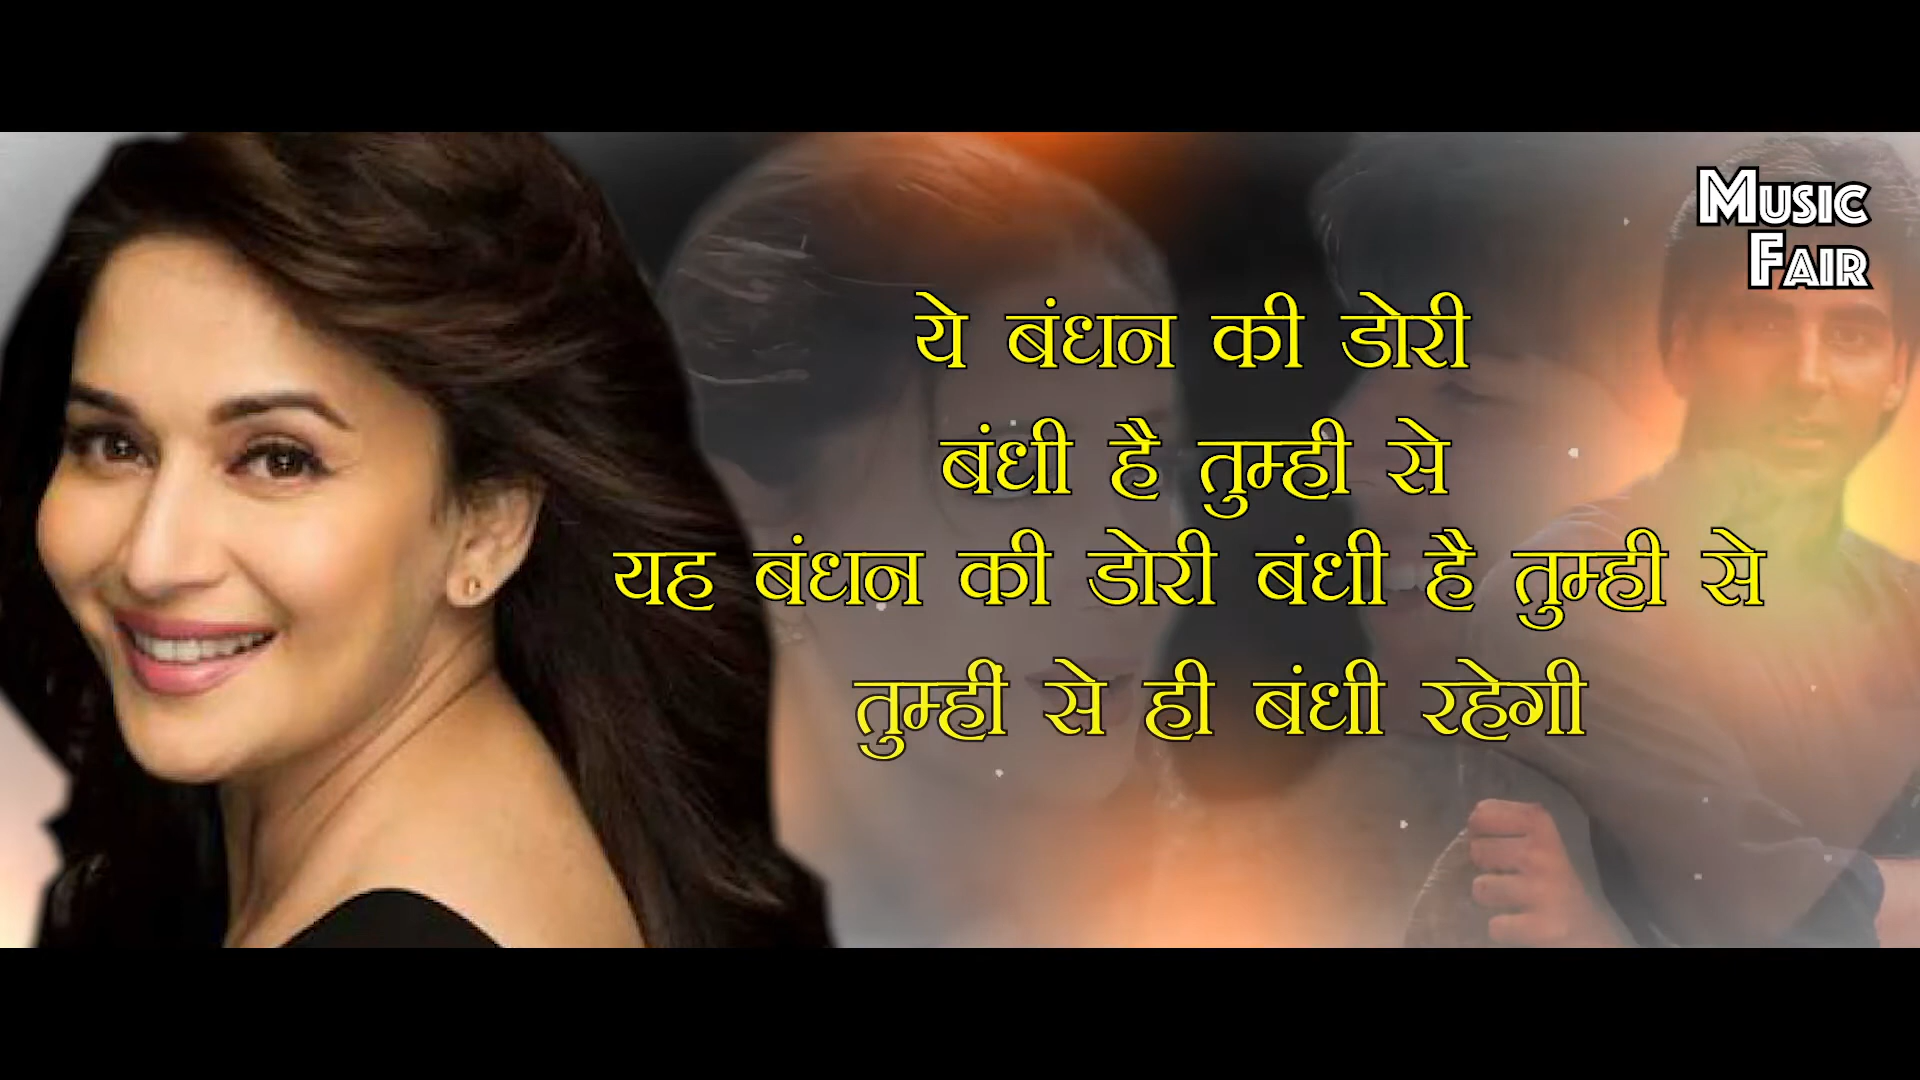 MUSIC
FAIR
ये बंधन की डोरी
बंधी है तुम्ही से
यह बंधन की डोरी बंधी है तुम्ही से
तुम्हीं से ही बंधी रहेगी